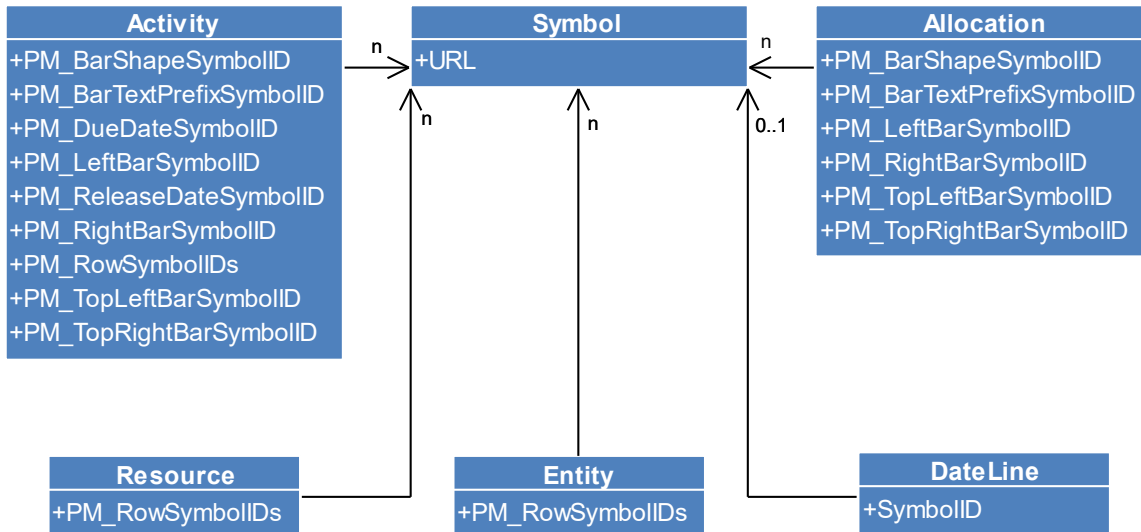 Activity
+PM_BarShapeSymbolID
+PM_BarTextPrefixSymbolID
+PM_DueDateSymbolID
+PM_LeftBarSymbolID
+PM_ReleaseDateSymbolID
+PM_RightBarSymbolID
+PM_RowSymbolIDs
+PM_TopLeftBarSymbolID
+PM_TopRightBarSymbolID
n
Symbol
+URL
n
Allocation
+PM_BarShapeSymbolID
+PM_BarTextPrefixSymbolID
+PM_LeftBarSymbolID
+PM_RightBarSymbolID
+PM_TopLeftBarSymbolID
+PM_TopRightBarSymbolID
n
n
0..1
Resource
+PM_RowSymbolIDs
Entity
+PM_RowSymbolIDs
DateLine
+SymbolID